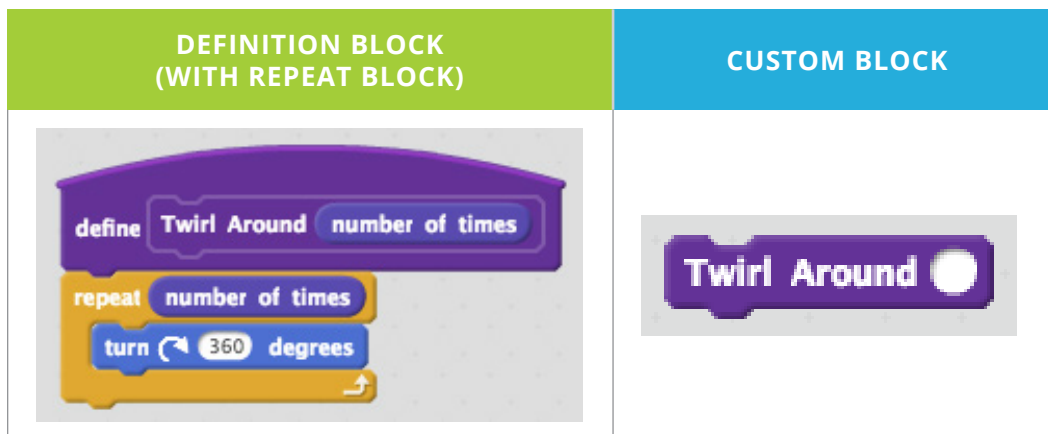 DEFINITION BLOCK
(WITH REPEAT BLOCK)
CUSTOM BLOCK
define Twirl Around number of times
repeat number of times
turn 360 degrees
Twirl Around